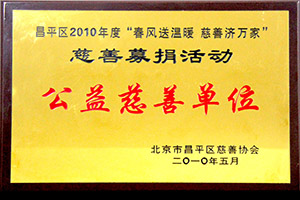 昌平区2010年度“春风送温暖 慈善济万家”
慈善募捐活动
公益慈善单位
北京市昌平区慈善协会
二〇一〇年五月